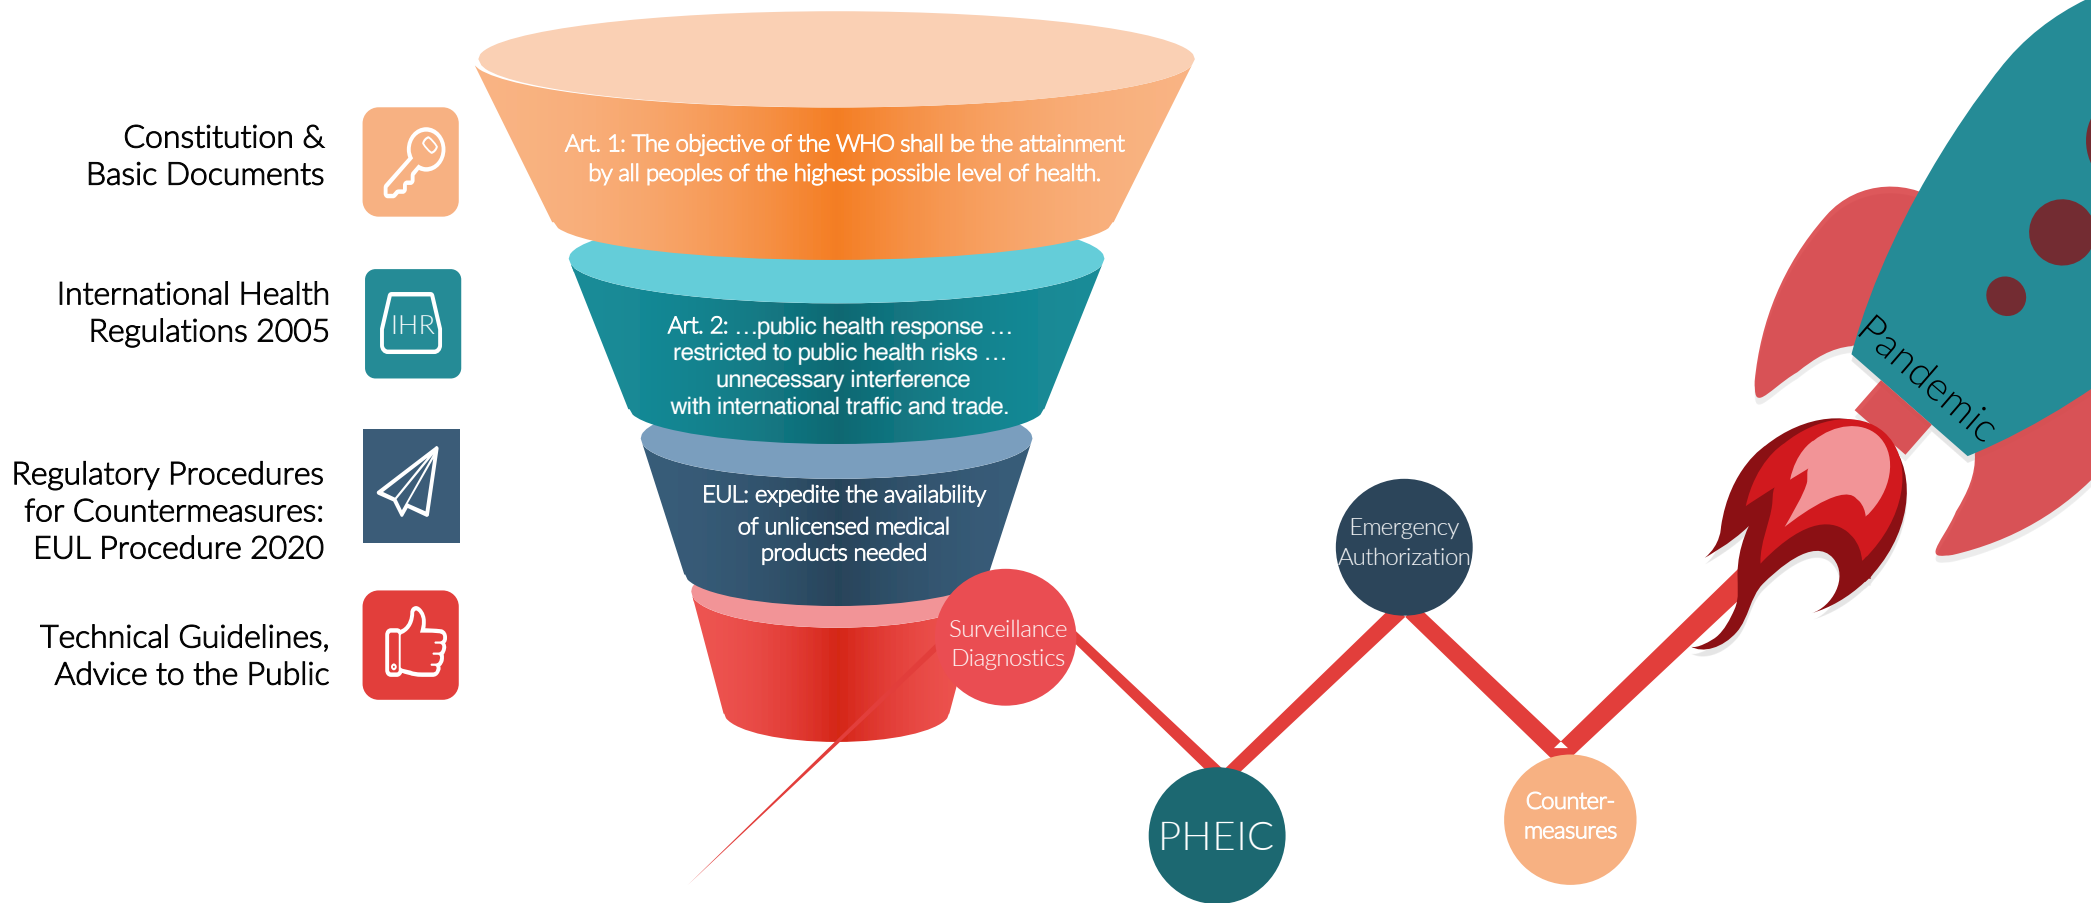 Constitution &
Basic Documents
Art. 1: The objective of the WHO shall be the attainment
by all peoples of the highest possible level of health.
International Health
Regulations 2005
IHR
Art. 2: …public health response …
restricted to public health risks …
unnecessary interference
with international traffic and trade.
Regulatory Procedures
for Countermeasures:
EUL Procedure 2020
EUL: expedite the availability
of unlicensed medical
products needed
Technical Guidelines,
Advice to the Public
Surveillance
Diagnostics
PHEIC
Emergency
Authorization
Counter-
measures
Pandemic